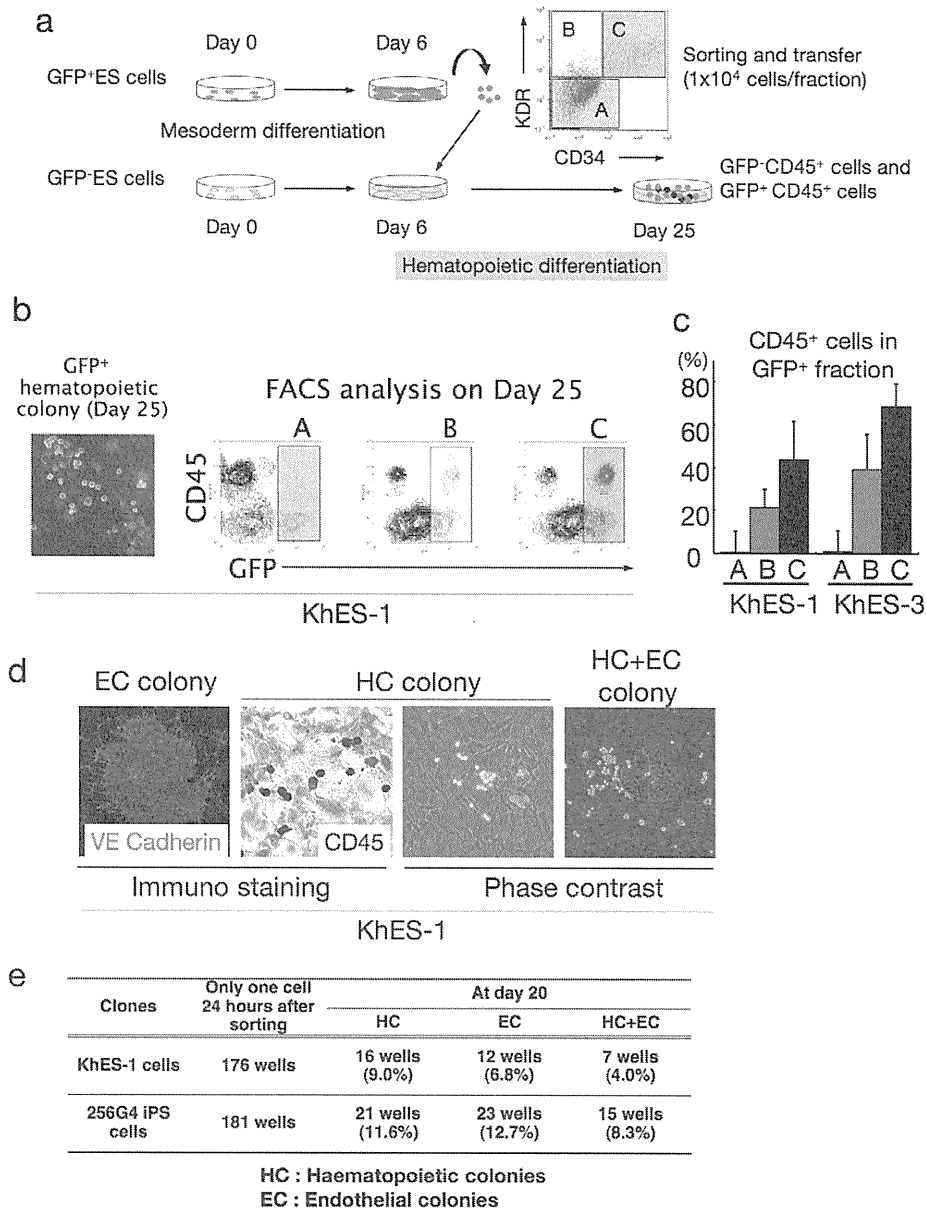 a
Day 0
Day 6
GFP+ES cells
Mesoderm differentiation
KDR
B
C
A
CD34
Sorting and transfer
(1x10⁴ cells/fraction)
GFP-ES cells
Day 0
Day 6
Day 25
GFP-CD45+ cells and
GFP+ CD45+ cells
Hematopoietic differentiation
b
GFP+
hematopoietic
colony (Day 25)
FACS analysis on Day 25
A
B
C
CD45
GFP
KhES-1
c
CD45+ cells in
GFP+ fraction
(%)
80
60
40
20
0
A B C A B C
KhES-1 KhES-3
d
EC colony
HC colony
HC+EC
colony
VE Cadherin
CD45
Immuno staining
Phase contrast
KhES-1
e
Clones
Only one cell
24 hours after
sorting
At day 20
HC EC HC+EC
KhES-1 cells
176 wells
16 wells
(9.0%)
12 wells
(6.8%)
7 wells
(4.0%)
256G4 iPS
cells
181 wells
21 wells
(11.6%)
23 wells
(12.7%)
15 wells
(8.3%)
HC : Haematopoietic colonies
EC : Endothelial colonies